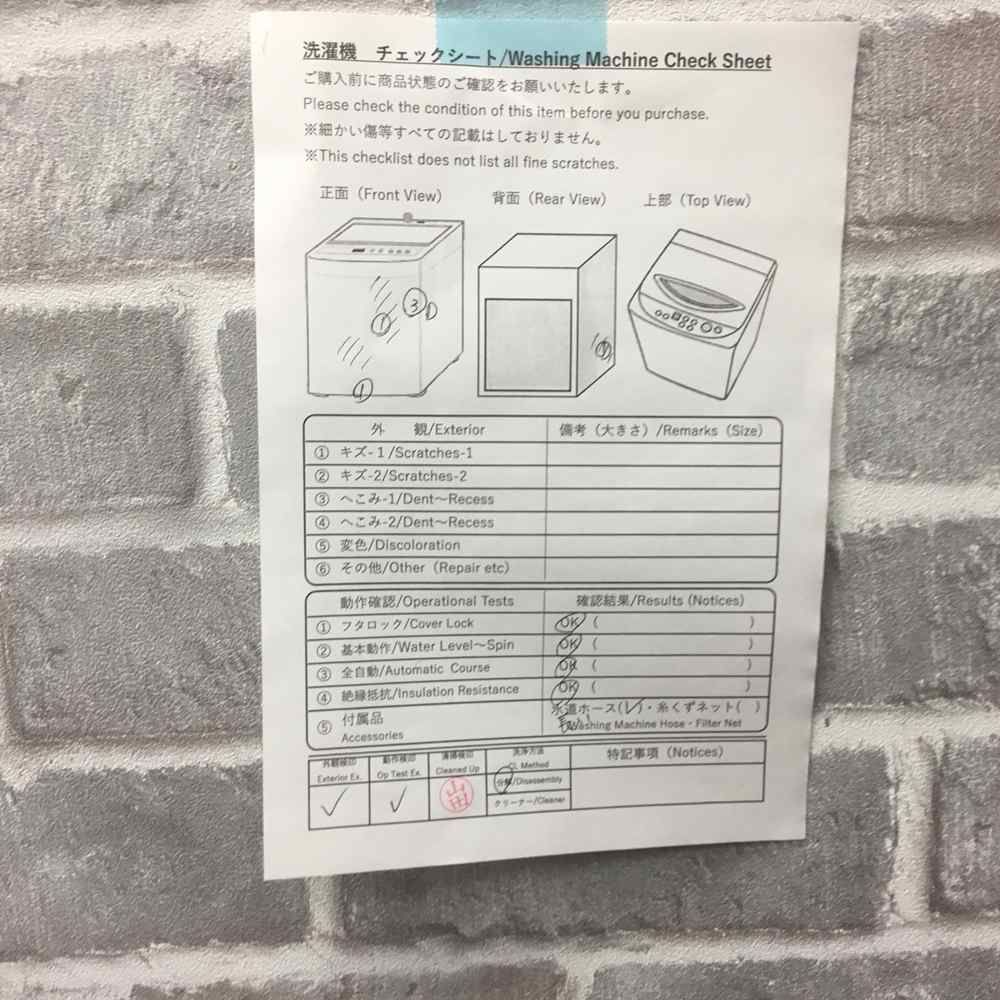 洗濯機 チェックシート/Washing Machine Check Sheet
ご購入前に商品状態のご確認をお願いいたします。
Please check the condition of this item before you purchase.
※細かい傷等すべての記載はしておりません。
※This checklist does not list all fine scratches.
正面（Front View） 背面（Rear View） 上部（Top View）
③
①
①
①
外 観/Exterior 備考（大きさ）/Remarks（Size）
① キズ-1/Scratches-1
② キズ-2/Scratches-2
③ へこみ-1/Dent～Recess
④ へこみ-2/Dent～Recess
⑤ 変色/Discoloration
⑥ その他/Other（Repair etc）
動作確認/Operational Tests 確認結果/Results (Notices)
① フタロック/Cover Lock OK ( )
② 基本動作/Water Level～Spin OK ( )
③ 全自動/Automatic Course OK ( )
④ 絶縁抵抗/Insulation Resistance OK ( )
⑤ 付属品 水道ホース(✓)・糸くずネット( )
Accessories Washing Machine Hose・Filter Net
外観検印 動作検印 清掃検印 洗浄方法 特記事項（Notices）
Exterior Ex. Op Test Ex. Cleaned Up CL Method
✓ ✓ 山田 分解/Disassembly
クリーナー/Cleaner